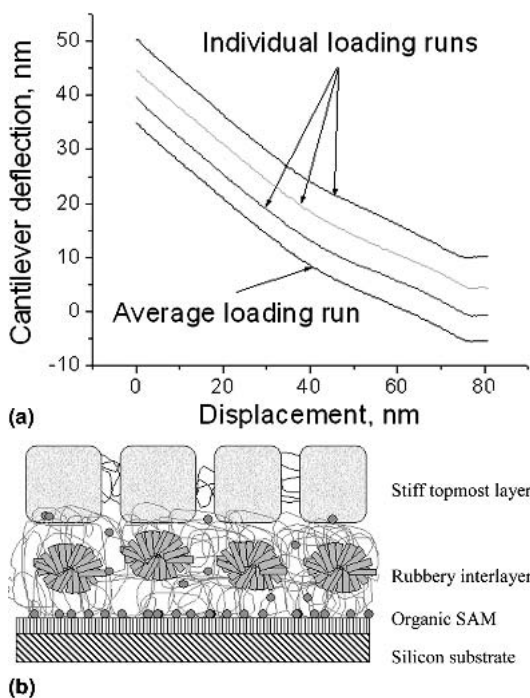 50
40
30
20
10
0
-10
Cantilever deflection, nm
Individual loading runs
Average loading run
0 20 40 60 80
Displacement, nm
(a)
Stiff topmost layer
Rubbery interlayer
Organic SAM
Silicon substrate
(b)